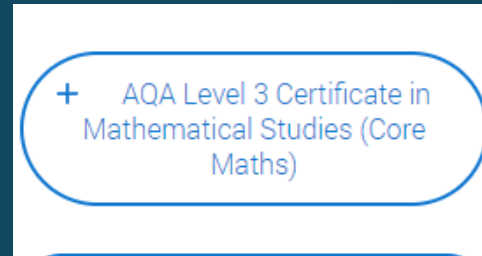 + AQA Level 3 Certificate in
Mathematical Studies (Core
Maths)